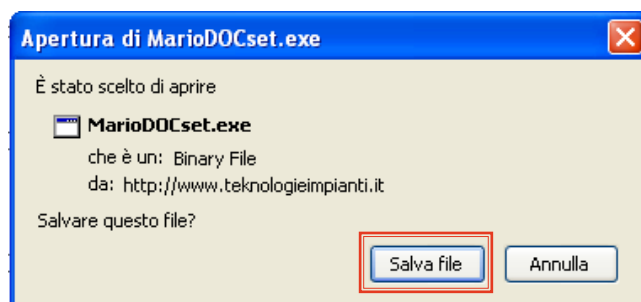 Apertura di MarioDOCset.exe
È stato scelto di aprire
MarioDOCset.exe
che è un: Binary File
da: http://www.teknologieimpianti.it
Salvare questo file?
Salva file Annulla